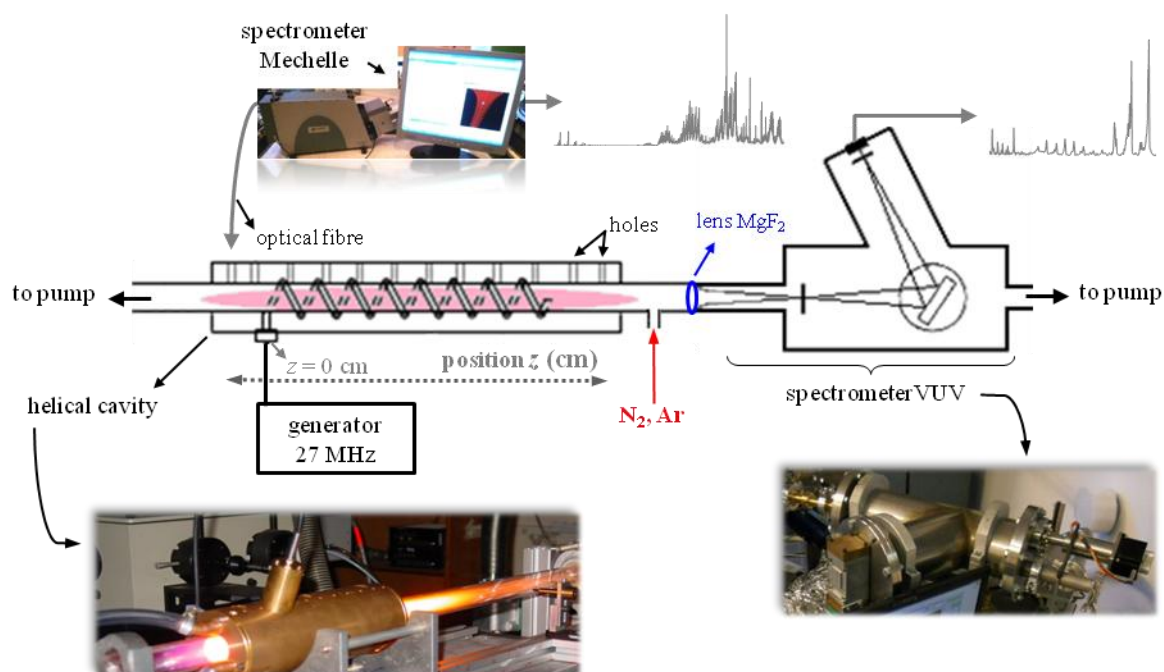 spectrometer
Mechelle
optical fibre
holes
lens MgF₂
to pump
to pump
z = 0 cm
position z (cm)
helical cavity
generator
27 MHz
N₂, Ar
spectrometerVUV